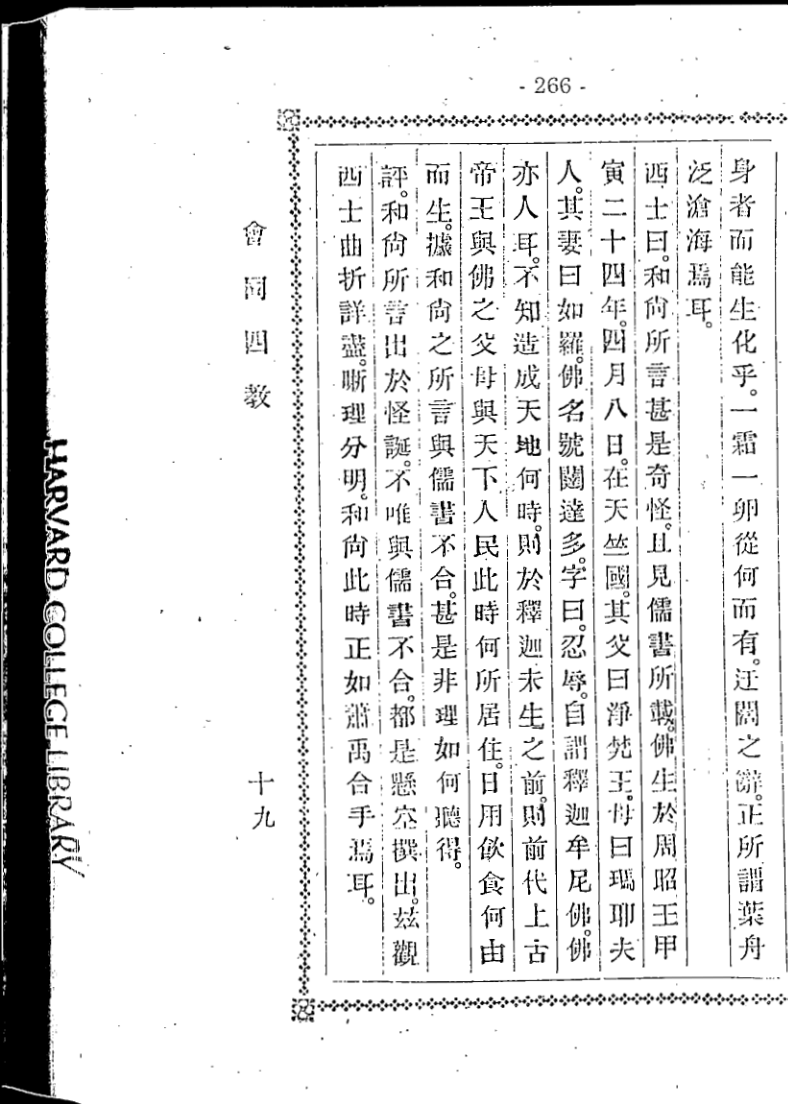 - 266 -
身者而能生化乎。一霜一卵從何而有。迂闊之辭。正所謂葉舟
泛滄海焉耳。
西士曰。和尙所言甚是奇怪。且見儒書所載。佛生於周昭王甲
寅二十四年。四月八日。在天竺國。其父曰淨梵王。母曰瑪耶夫
人。其妻曰如羅。佛名號闥達多。字曰。忍辱。自謂釋迦牟尼佛。佛
亦人耳。不知造成天地何時。則於釋迦未生之前。則前代上古
帝王與佛之父母與天下人民此時何所居住。日用飲食何由
而生。據和尙之所言與儒書不合。甚是非理如何聽得。
評。和尙所言出於怪誕。不唯與儒書不合。都是懸空撰出。玆觀
西士曲折詳盡。晰理分明。和尙此時正如蕭禹合手焉耳。
會同四教
十九
HARVARD COLLEGE LIBRARY